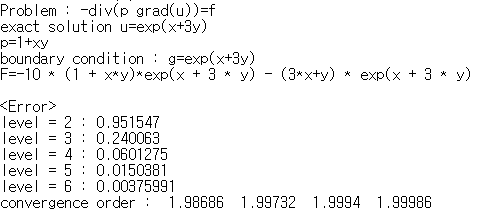 Problem : -div(p grad(u))=f
exact solution u=exp(x+3y)
p=1+xy
boundary condition : g=exp(x+3y)
F=-10 * (1 + x*y)*exp(x + 3 * y) - (3*x+y) * exp(x + 3 * y)
<Error>
level = 2 : 0.951547
level = 3 : 0.240063
level = 4 : 0.0601275
level = 5 : 0.0150381
level = 6 : 0.00375991
convergence order : 1.98686 1.99732 1.9994 1.99986